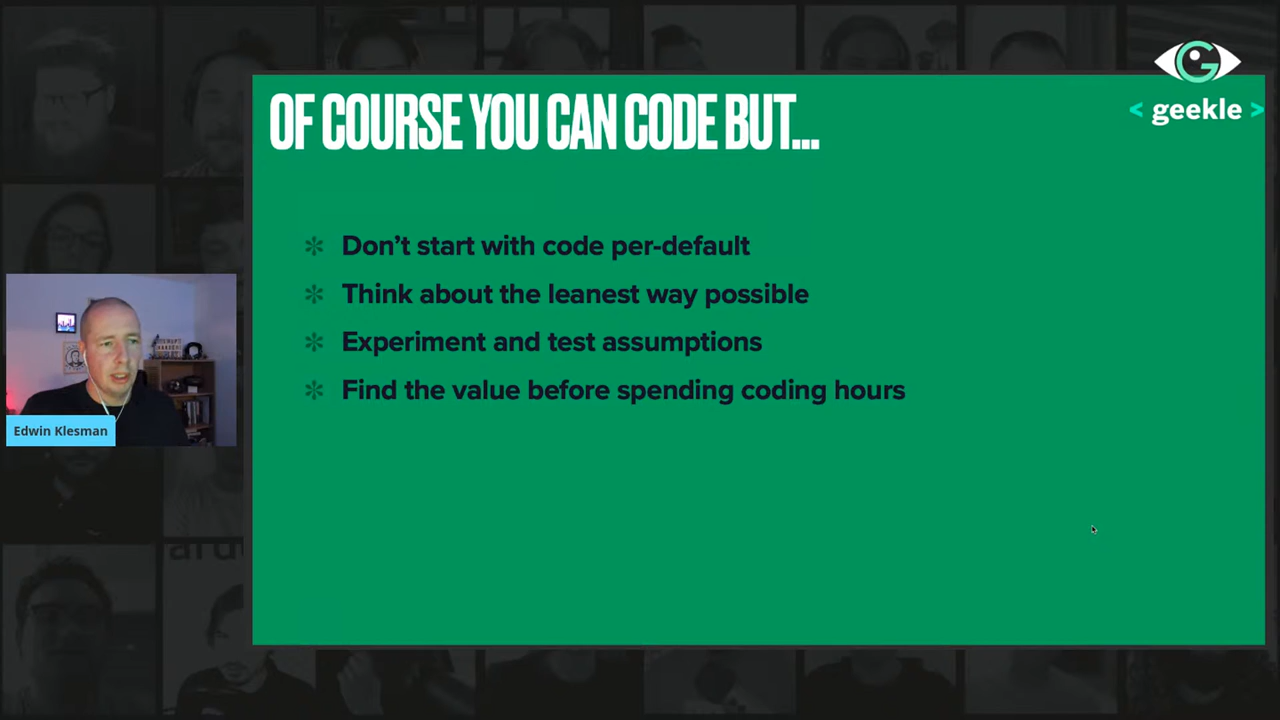 OF COURSE YOU CAN CODE BUT...
< geekle >
✼ Don't start with code per-default
✼ Think about the leanest way possible
✼ Experiment and test assumptions
✼ Find the value before spending coding hours
Edwin Klesman